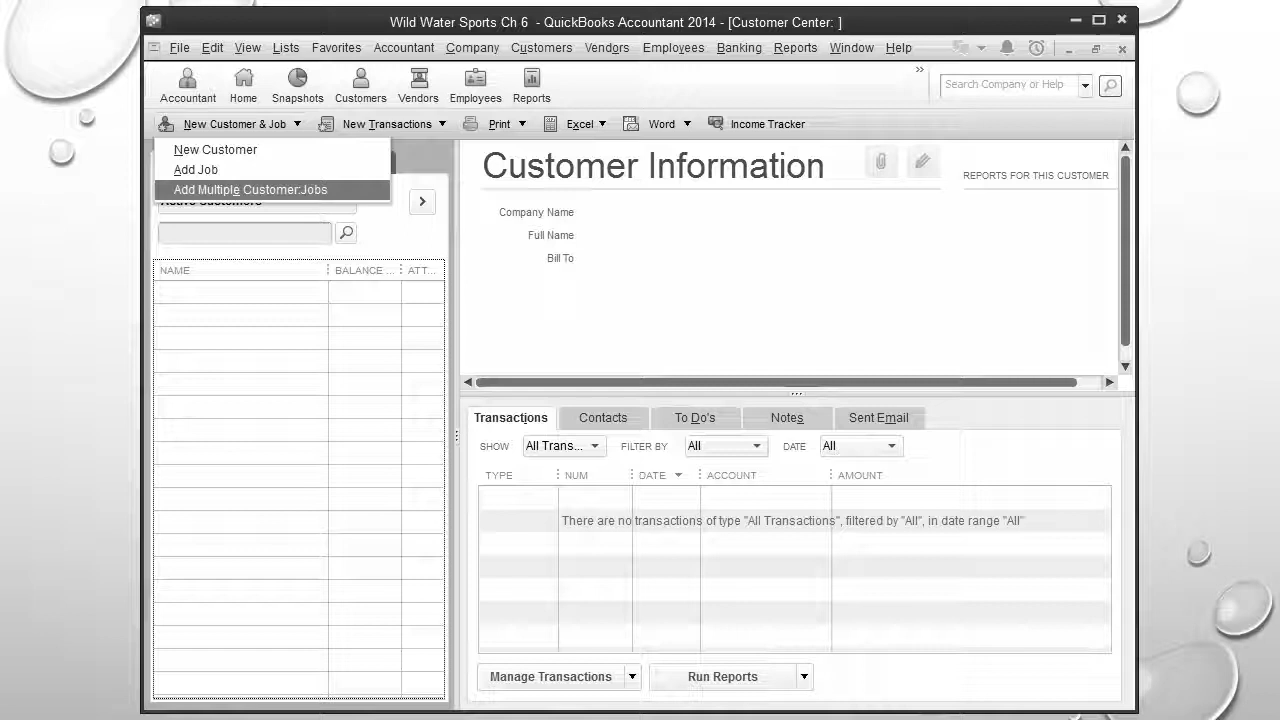 Wild Water Sports Ch 6 - QuickBooks Accountant 2014 - [Customer Center: ]
File Edit View Lists Favorites Accountant Company Customers Vendors Employees Banking Reports Window Help
Accountant Home Snapshots Customers Vendors Employees Reports
Search Company or Help
New Customer & Job New Transactions Print Excel Word Income Tracker
New Customer
Add Job
Add Multiple Customer:Jobs
Active Customers
NAME BALANCE ... ATT...
Customer Information
REPORTS FOR THIS CUSTOMER
Company Name
Full Name
Bill To
Transactions Contacts To Do's Notes Sent Email
SHOW All Trans... FILTER BY All DATE All
TYPE NUM DATE ACCOUNT AMOUNT
There are no transactions of type "All Transactions", filtered by "All", in date range "All"
Manage Transactions Run Reports